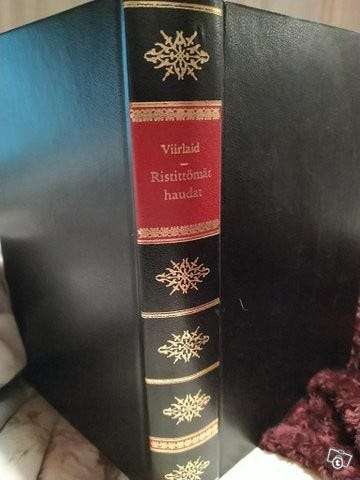 Viirlaid
—
Ristittömät
haudat